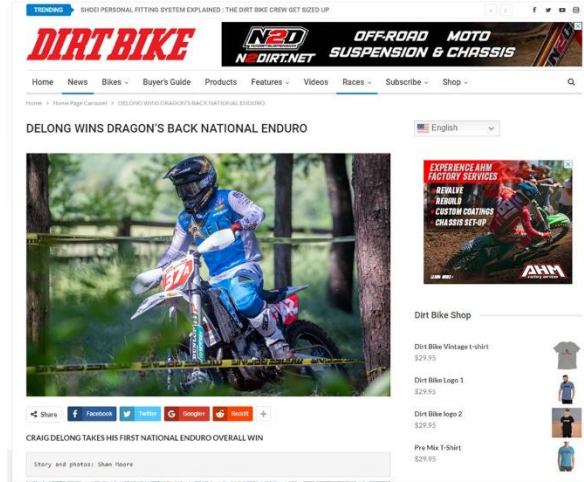 TRENDING SHOEI PERSONAL FITTING SYSTEM EXPLAINED : THE DIRT BIKE CREW GET SIZED UP
DIRT BIKE
N2D
N2DIRT.NET
OFF-ROAD MOTO
SUSPENSION & CHASSIS
Home News Bikes Buyer's Guide Products Features Videos Races Subscribe Shop
Home > Home Page Carousel > DELONG WINS DRAGON'S BACK NATIONAL ENDURO
DELONG WINS DRAGON'S BACK NATIONAL ENDURO
English
EXPERIENCE AHM
FACTORY SERVICES
REVALVE
REBUILD
CUSTOM COATINGS
CHASSIS SET-UP
LEARN MORE
AHM
Factory Services
37A
Dirt Bike Shop
Dirt Bike Vintage t-shirt
$29.95
Dirt Bike Logo 1
$29.95
Dirt Bike logo 2
$29.95
Pre Mix T-Shirt
$29.95
Share Facebook Twitter Google+ ReddIt
CRAIG DELONG TAKES HIS FIRST NATIONAL ENDURO OVERALL WIN
Story and photos: Shan Moore